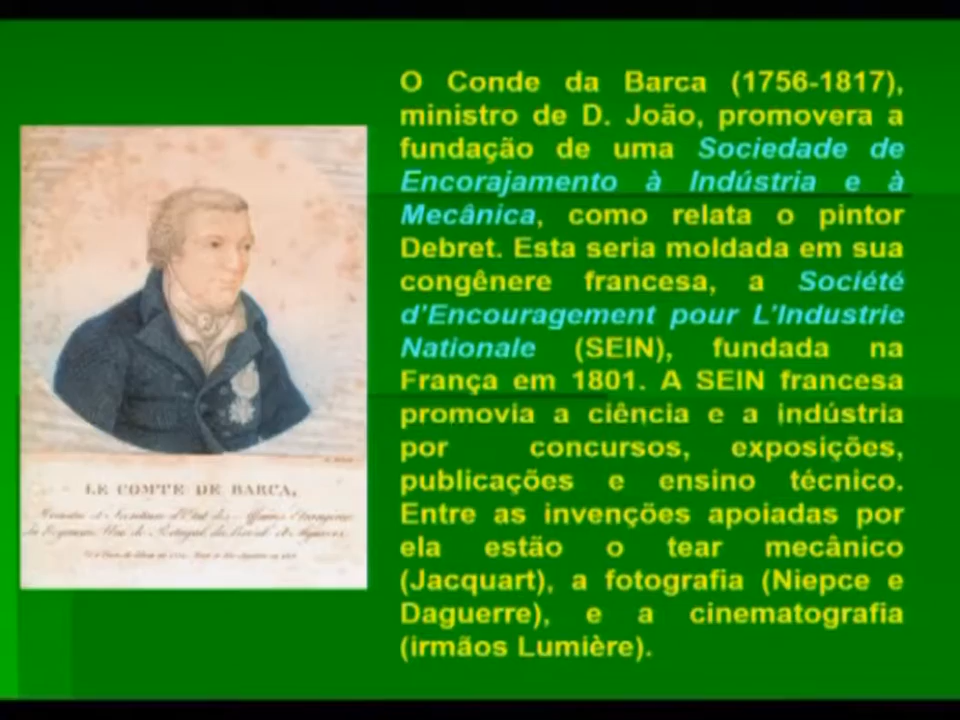 O Conde da Barca (1756-1817),
ministro de D. João, promovera a
fundação de uma Sociedade de
Encorajamento à Indústria e à
Mecânica, como relata o pintor
Debret. Esta seria moldada em sua
congênere francesa, a Société
d'Encouragement pour L'Industrie
Nationale (SEIN), fundada na
França em 1801. A SEIN francesa
promovia a ciência e a indústria
por concursos, exposições,
publicações e ensino técnico.
Entre as invenções apoiadas por
ela estão o tear mecânico
(Jacquart), a fotografia (Niepce e
Daguerre), e a cinematografia
(irmãos Lumière).
LE COMTE DE BARCA,